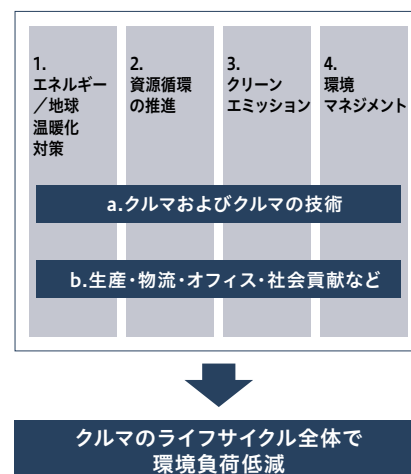 1.
エネルギー
／地球
温暖化
対策
2.
資源循環
の推進
3.
クリーン
エミッション
4.
環境
マネジメント
a.クルマおよびクルマの技術
b.生産・物流・オフィス・社会貢献など
クルマのライフサイクル全体で
環境負荷低減